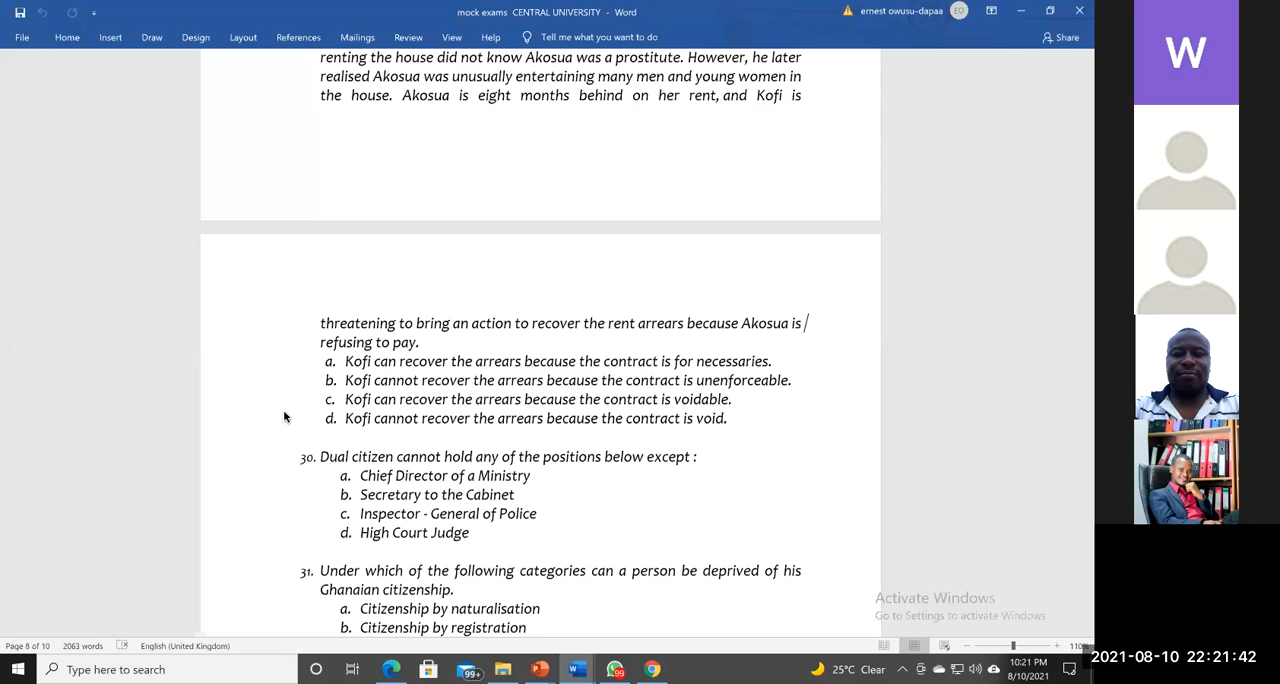 mock exams CENTRAL UNIVERSITY - Word
ernest owusu-dapaa
EO
File Home Insert Draw Design Layout References Mailings Review View Help Tell me what you want to do
Share
W
renting the house did not know Akosua was a prostitute. However, he later
realised Akosua was unusually entertaining many men and young women in
the house. Akosua is eight months behind on her rent, and Kofi is
threatening to bring an action to recover the rent arrears because Akosua is
refusing to pay.
a. Kofi can recover the arrears because the contract is for necessaries.
b. Kofi cannot recover the arrears because the contract is unenforceable.
c. Kofi can recover the arrears because the contract is voidable.
d. Kofi cannot recover the arrears because the contract is void.
30. Dual citizen cannot hold any of the positions below except :
a. Chief Director of a Ministry
b. Secretary to the Cabinet
c. Inspector - General of Police
d. High Court Judge
31. Under which of the following categories can a person be deprived of his
Ghanaian citizenship.
a. Citizenship by naturalisation
b. Citizenship by registration
Activate Windows
Go to Settings to activate Windows.
Page 8 of 10 2063 words English (United Kingdom)
110%
Type here to search
99+
99
25°C Clear
10:21 PM
8/10/2021
2021-08-10 22:21:42